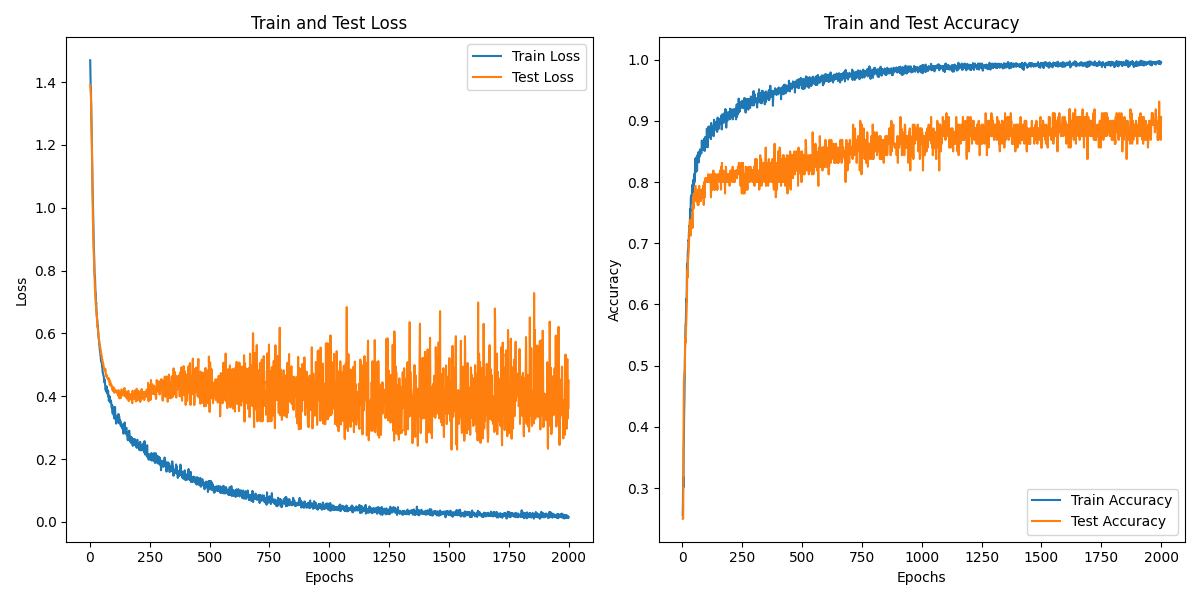 Train and Test Loss
Train Loss
Test Loss
1.4
1.2
1.0
0.8
0.6
0.4
0.2
0.0
Loss
0 250 500 750 1000 1250 1500 1750 2000
Epochs
Train and Test Accuracy
1.0
0.9
0.8
0.7
0.6
0.5
0.4
0.3
Accuracy
Train Accuracy
Test Accuracy
0 250 500 750 1000 1250 1500 1750 2000
Epochs